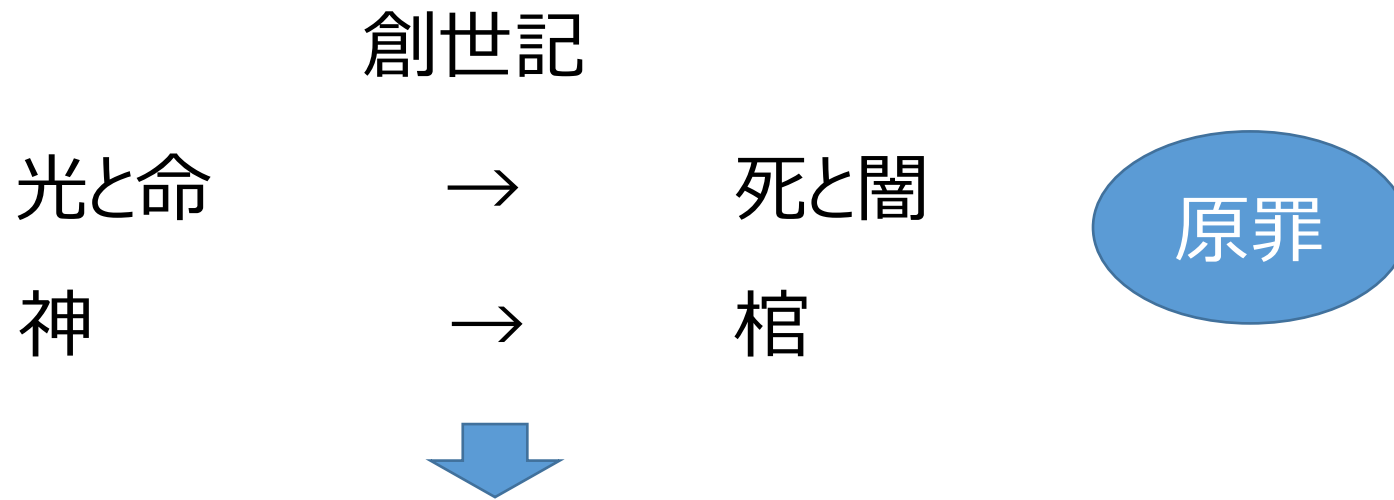 創世記
光と命 → 死と闇
原罪
神 → 棺